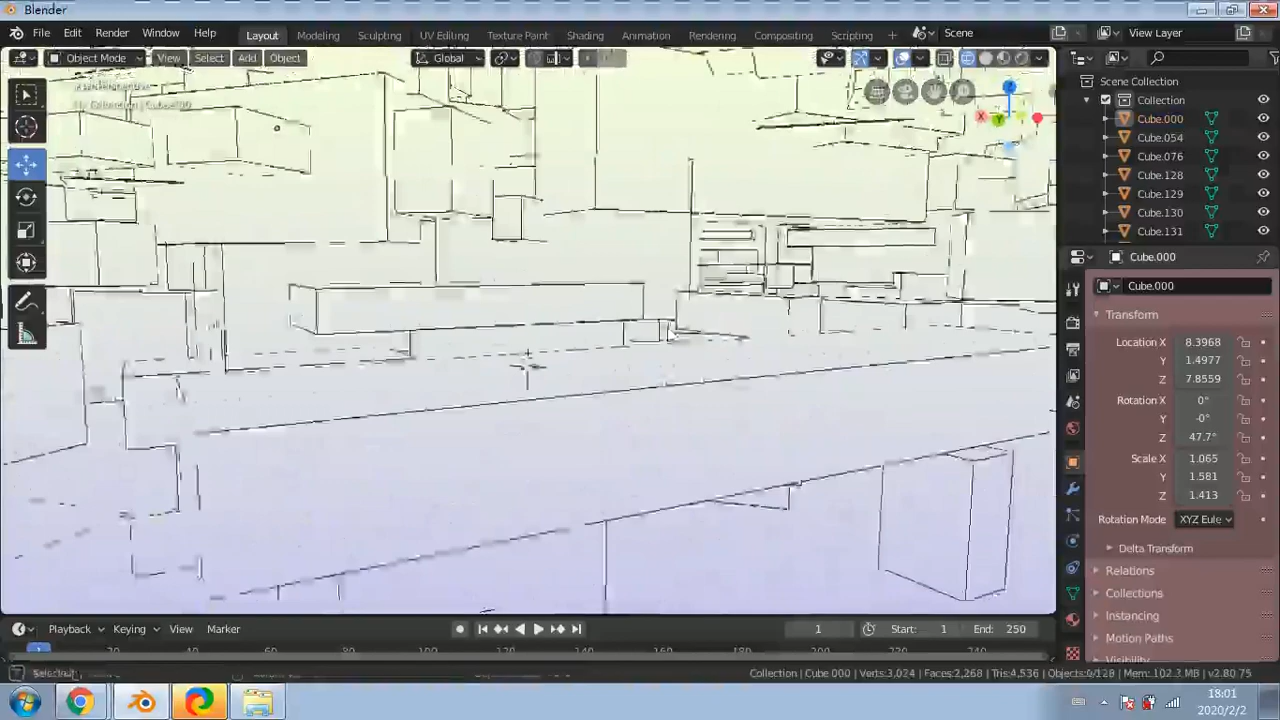 Blender
File Edit Render Window Help Layout Modeling Sculpting UV Editing Texture Paint Shading Animation Rendering Compositing Scripting Scene View Layer
Object Mode View Select Add Object Global
Scene Collection
Collection
Cube.000
Cube.054
Cube.076
Cube.128
Cube.129
Cube.130
Cube.131
Cube.000
Cube.000
Transform
Location X 8.3968
Y 1.4977
Z 7.8559
Rotation X 0°
Y -0°
Z 47.7°
Scale X 1.065
Y 1.581
Z 1.413
Rotation Mode XYZ Eule
Delta Transform
Relations
Collections
Instancing
Motion Paths
Visibility
Playback Keying View Marker 1 Start: 1 End: 250
Collection | Cube 000 | Verts:3,024 | Faces:2,268 | Tris:4,536 | Objects:0/128 | Mem: 102.3 MB | v2.80.75
18:01
2020/2/2